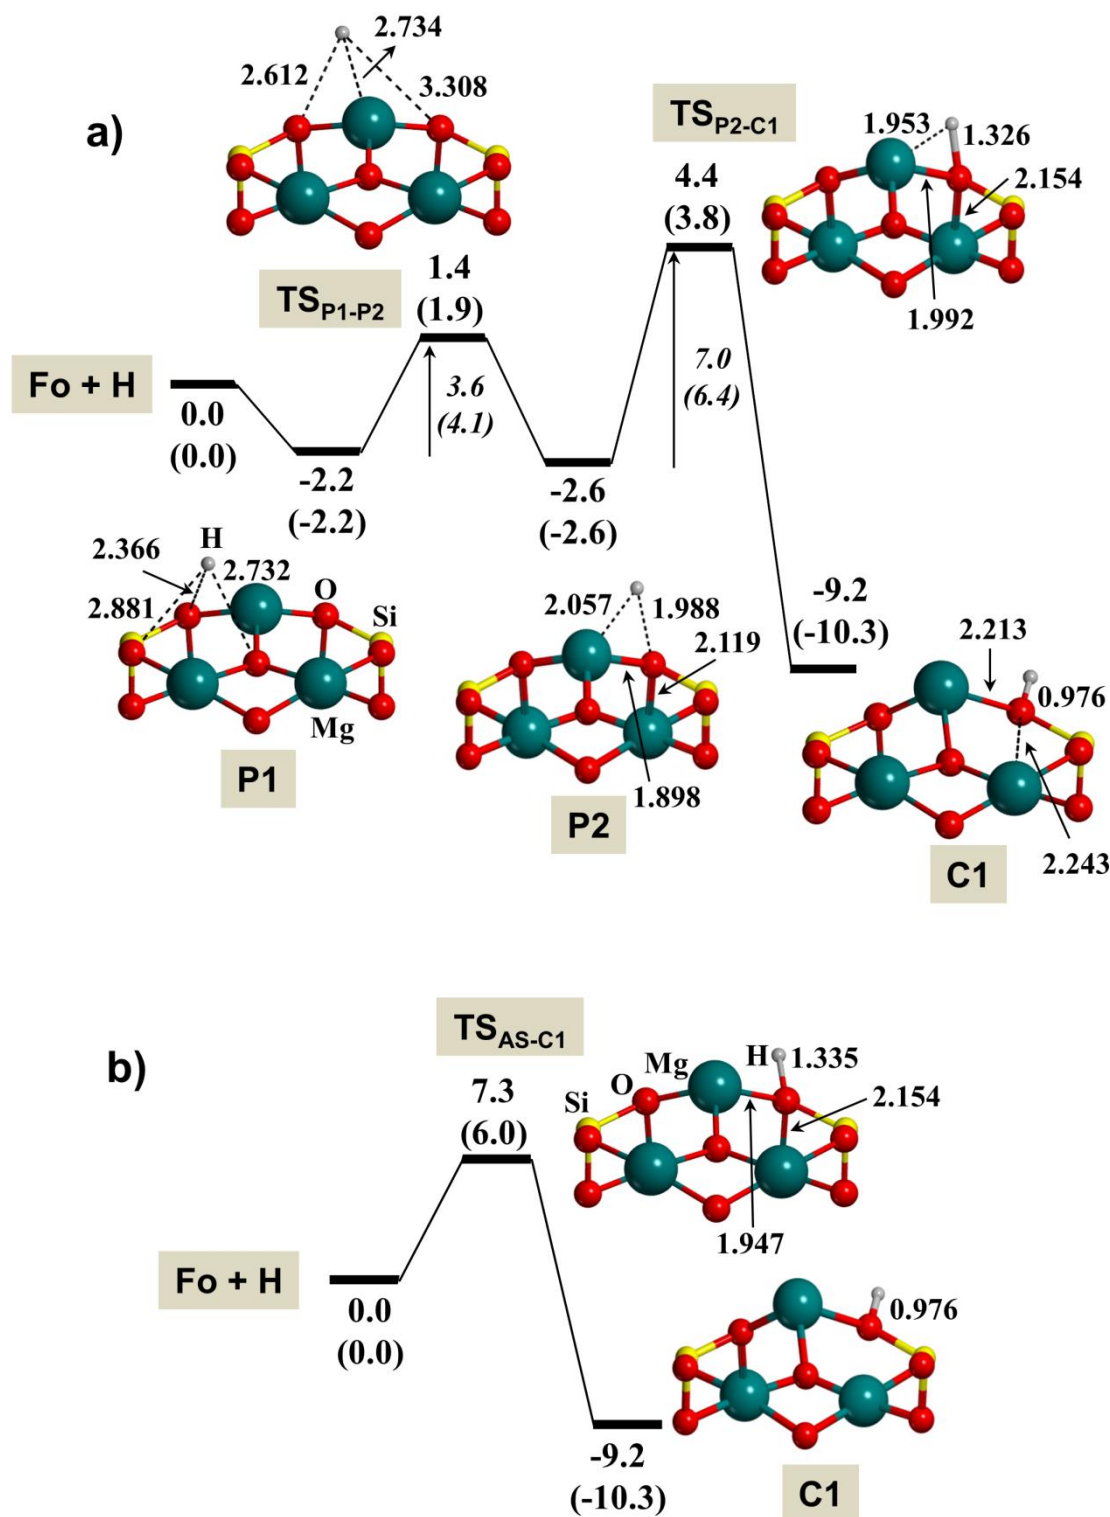 a)
2.734
2.612
3.308
TSP1-P2
1.4
(1.9)
TSP2-C1
4.4
(3.8)
1.953
1.326
2.154
1.992
Fo + H
0.0
(0.0)
3.6
(4.1)
7.0
(6.4)
-2.2
(-2.2)
-2.6
(-2.6)
-9.2
(-10.3)
H
2.366
2.732
2.881
O
Si
Mg
P1
2.057
1.988
2.119
1.898
P2
2.213
0.976
2.243
C1
b)
TSAS-C1
7.3
(6.0)
Mg
H
1.335
O
Si
2.154
1.947
Fo + H
0.0
(0.0)
0.976
-9.2
(-10.3)
C1